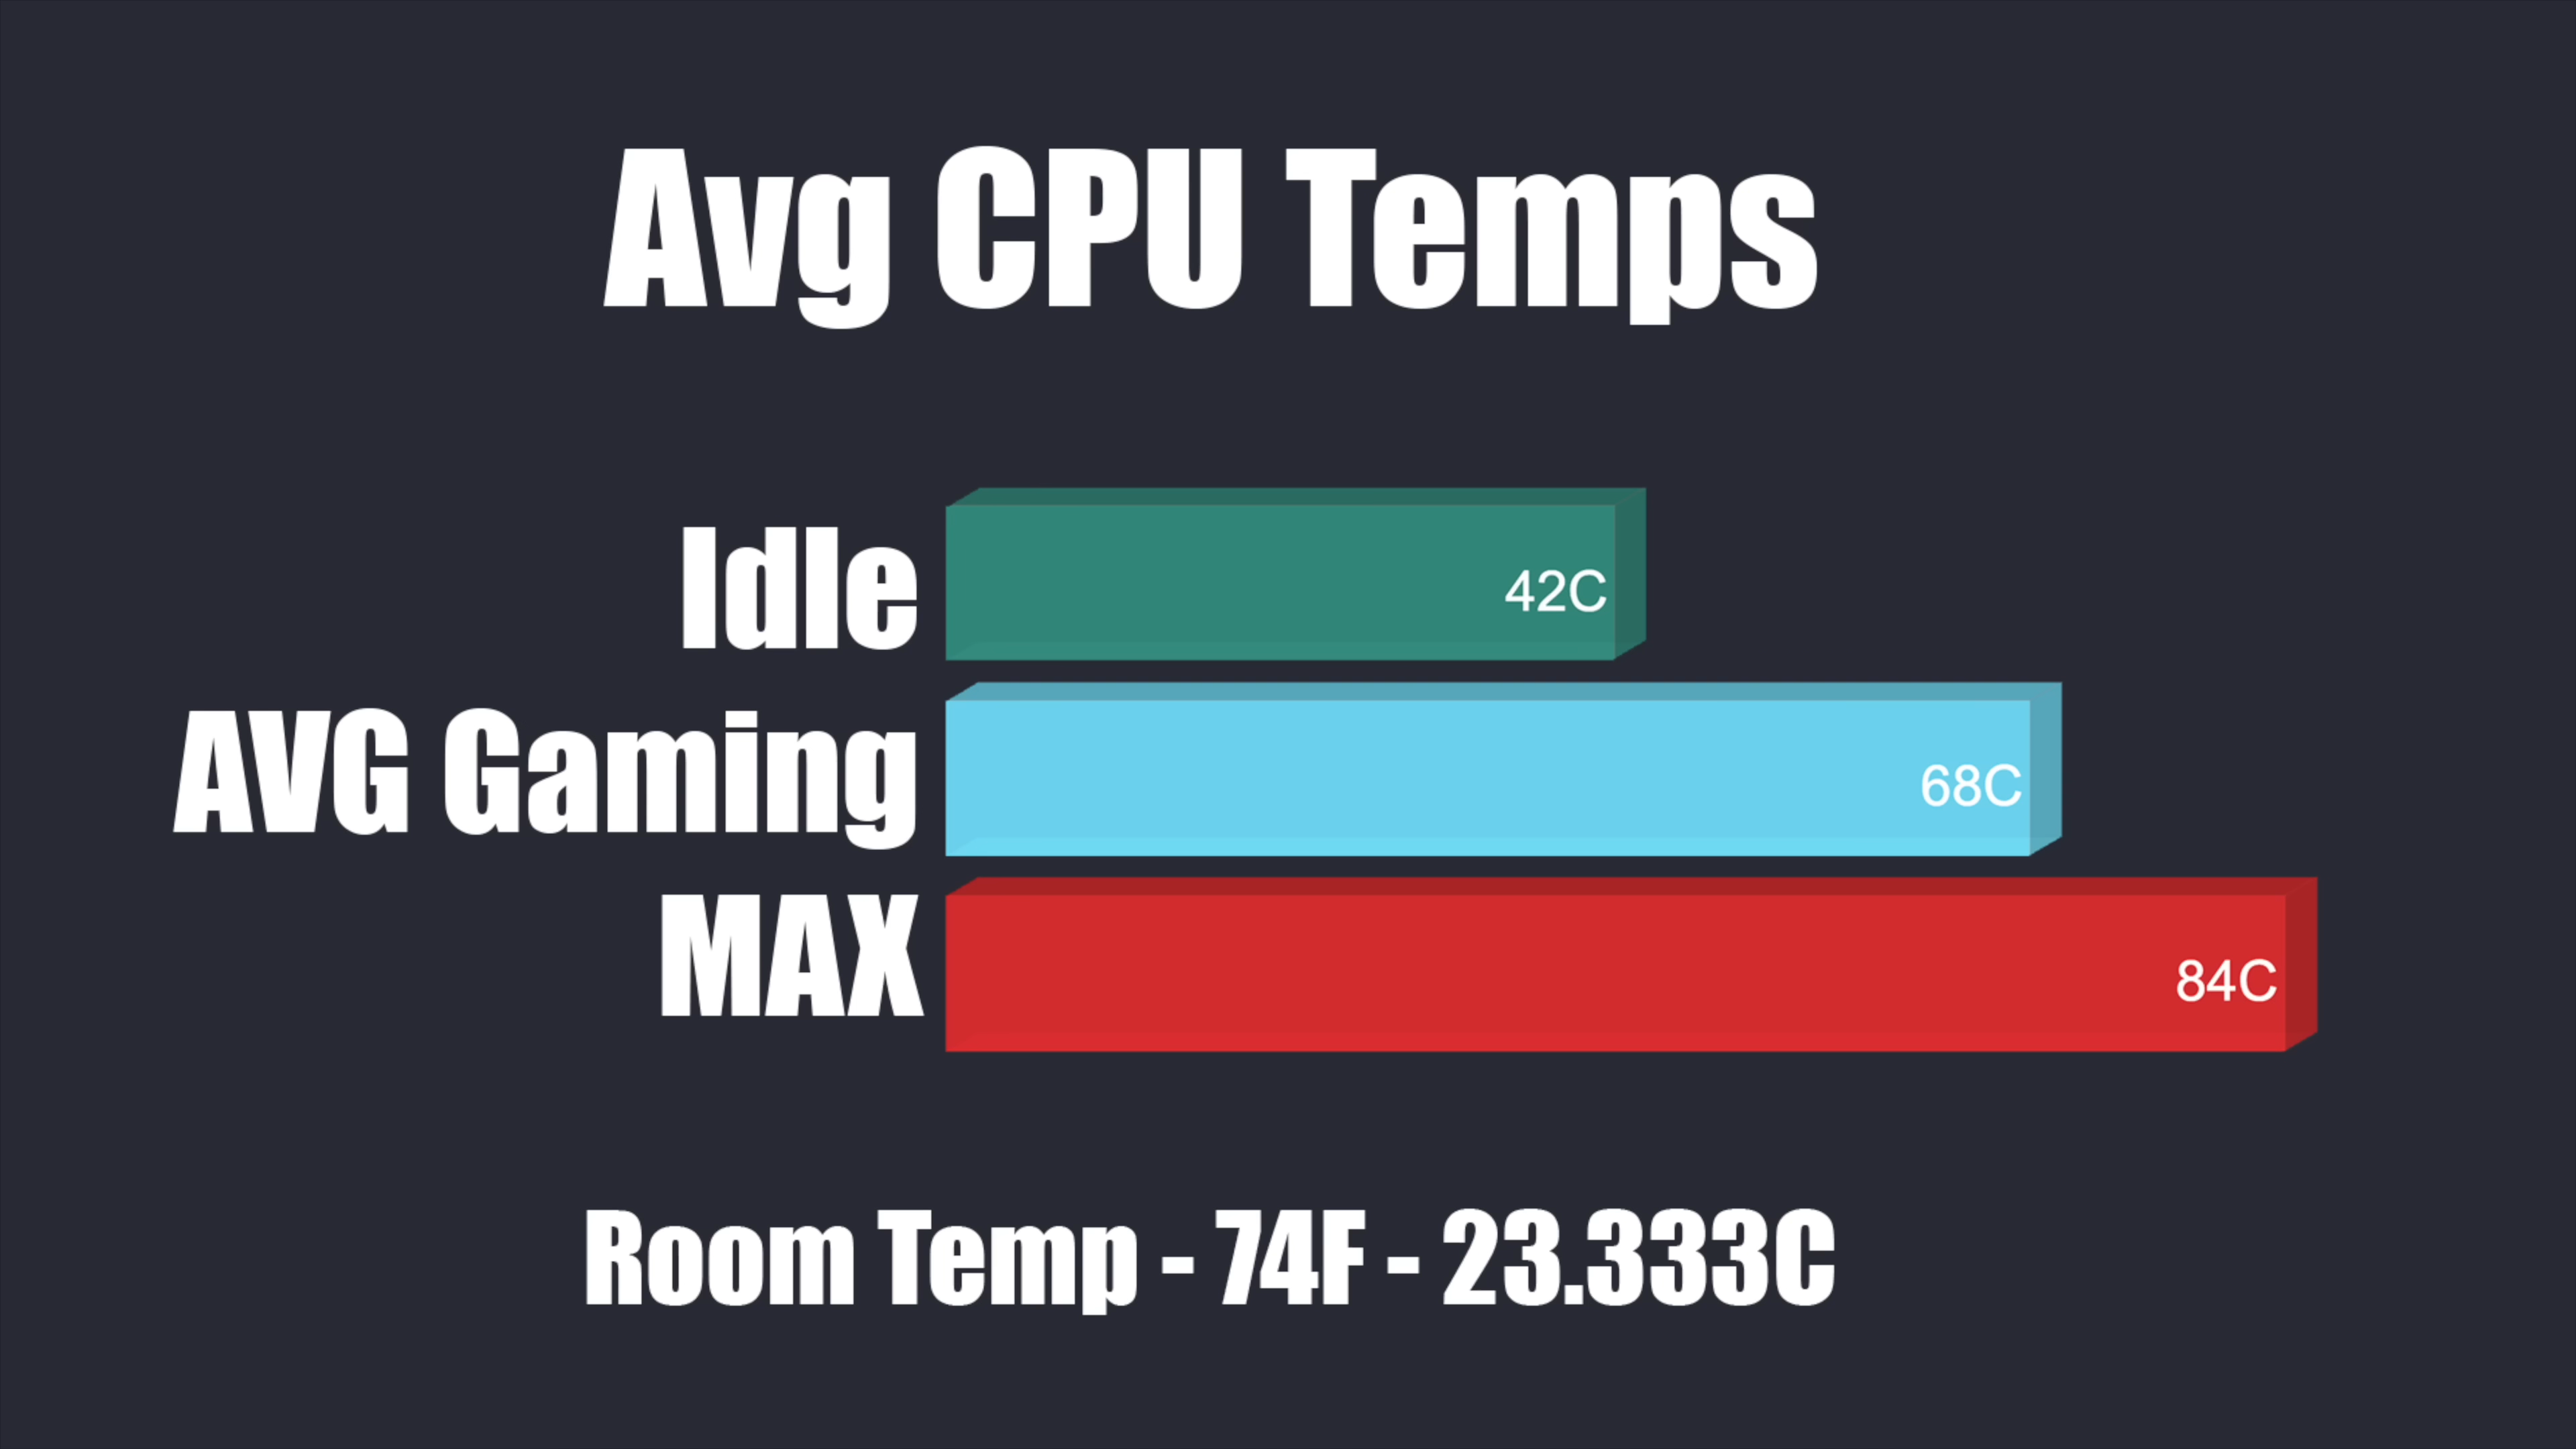 Avg CPU Temps
Idle 42C
AVG Gaming 68C
MAX 84C
Room Temp - 74F - 23.333C